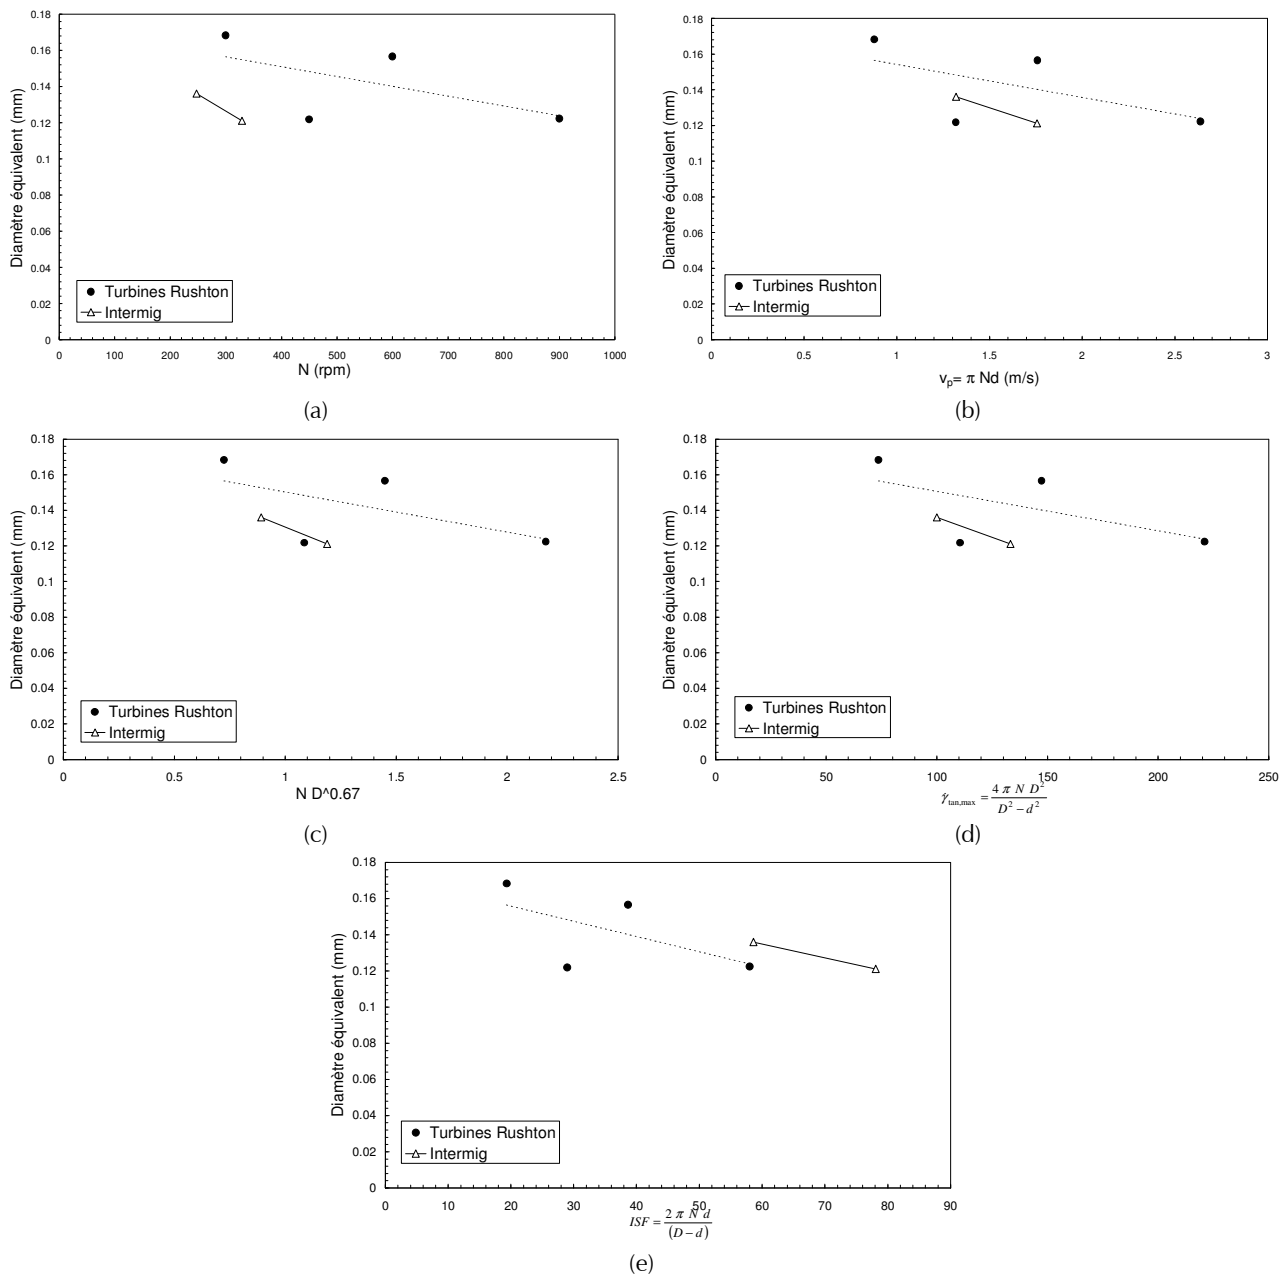 Diamètre équivalent (mm)
0.18
0.16
0.14
0.12
0.1
0.08
0.06
0.04
0.02
0
Turbines Rushton
Intermig
0 100 200 300 400 500 600 700 800 900 1000
N (rpm)
(a)
Diamètre équivalent (mm)
0.18
0.16
0.14
0.12
0.1
0.08
0.06
0.04
0.02
0
Turbines Rushton
Intermig
0 0.5 1 1.5 2 2.5 3
v_p= π Nd (m/s)
(b)
Diamètre équivalent (mm)
0.18
0.16
0.14
0.12
0.1
0.08
0.06
0.04
0.02
0
Turbines Rushton
Intermig
0 0.5 1 1.5 2 2.5
N D^0.67
(c)
Diamètre équivalent (mm)
0.18
0.16
0.14
0.12
0.1
0.08
0.06
0.04
0.02
0
Turbines Rushton
Intermig
0 50 100 150 200 250
γ̇_tan,max = 4 π N D² / D² − d²
(d)
Diamètre équivalent (mm)
0.18
0.16
0.14
0.12
0.1
0.08
0.06
0.04
0.02
0
Turbines Rushton
Intermig
0 10 20 30 40 50 60 70 80 90
ISF = 2 π N d / (D − d)
(e)